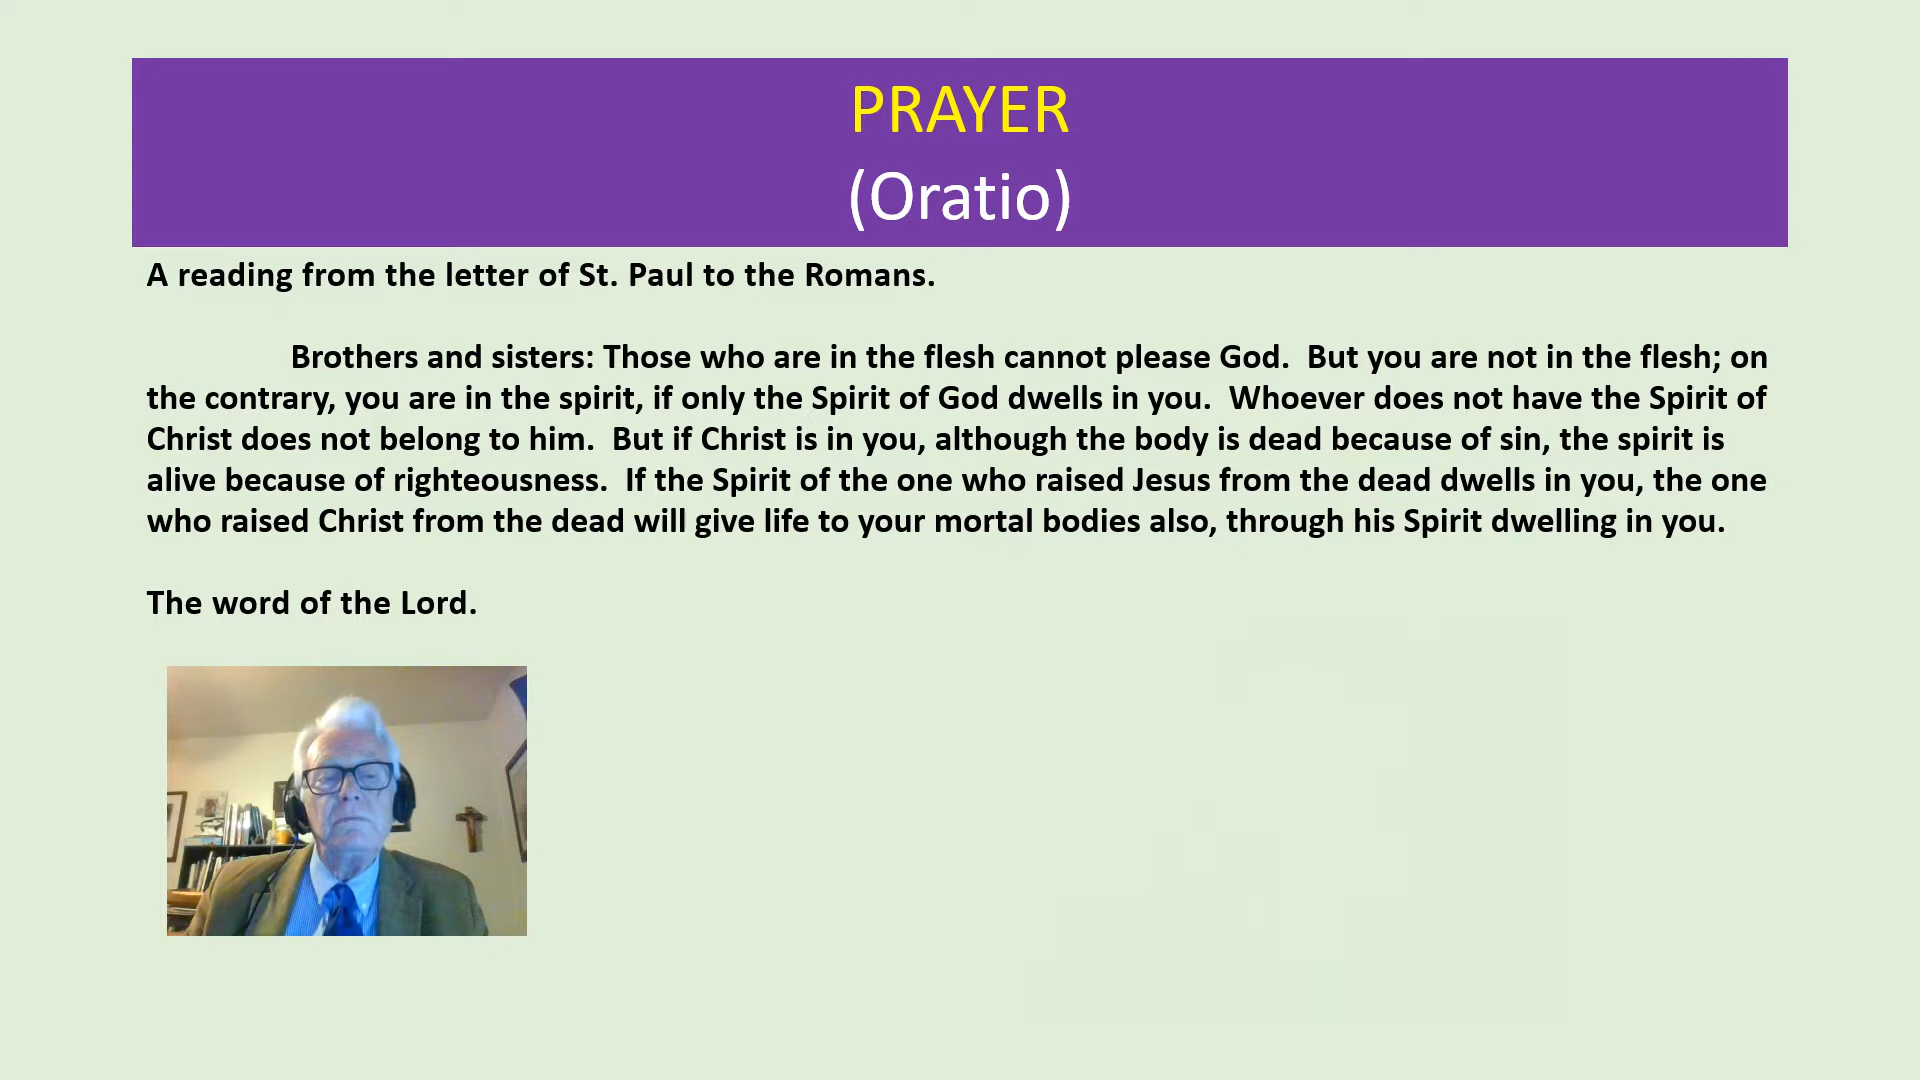 PRAYER
(Oratio)
A reading from the letter of St. Paul to the Romans.
Brothers and sisters: Those who are in the flesh cannot please God.  But you are not in the flesh; on
the contrary, you are in the spirit, if only the Spirit of God dwells in you.  Whoever does not have the Spirit of
Christ does not belong to him.  But if Christ is in you, although the body is dead because of sin, the spirit is
alive because of righteousness.  If the Spirit of the one who raised Jesus from the dead dwells in you, the one
who raised Christ from the dead will give life to your mortal bodies also, through his Spirit dwelling in you.
The word of the Lord.